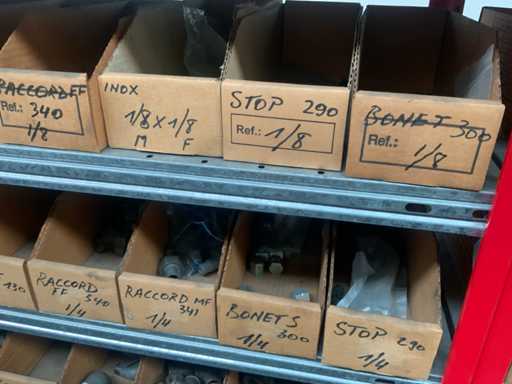 RACCORD FF
Ref.: 340
1/8
INOX
1/8 X 1/8
M F
STOP 290
Ref.: 1/8
BONET 300
Ref.:
1/8
130
RACCORD
FF 340
1/4
RACCORD MF
341
1/4
BONETS
300
1/4
STOP 290
1/4